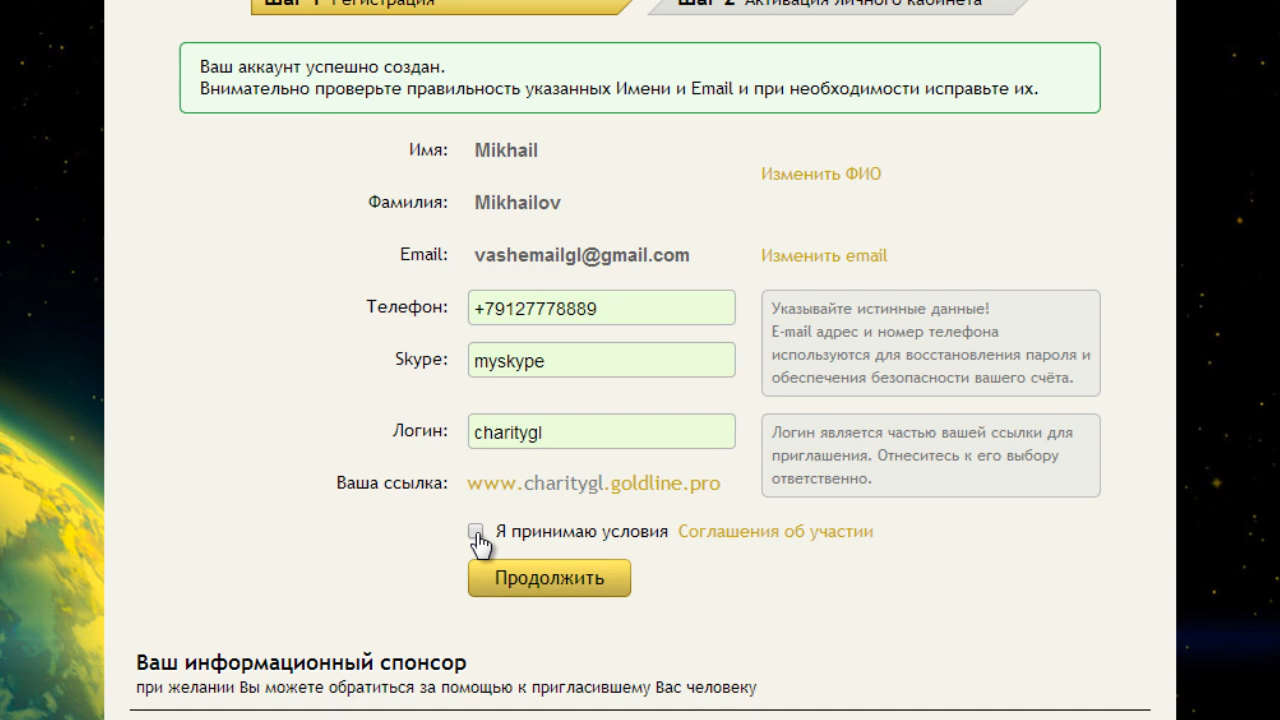 Шаг 1 Регистрация
Шаг 2 Активация личного кабинета
Ваш аккаунт успешно создан.
Внимательно проверьте правильность указанных Имени и Email и при необходимости исправьте их.
Имя: Mikhail
Изменить ФИО
Фамилия: Mikhailov
Email: vashemailgl@gmail.com Изменить email
Телефон: +79127778889
Указывайте истинные данные!
E-mail адрес и номер телефона
используются для восстановления пароля и
обеспечения безопасности вашего счёта.
Skype: myskype
Логин: charitygl
Логин является частью вашей ссылки для
приглашения. Отнеситесь к его выбору
ответственно.
Ваша ссылка: www.charitygl.goldline.pro
Я принимаю условия Соглашения об участии
Продолжить
Ваш информационный спонсор
при желании Вы можете обратиться за помощью к пригласившему Вас человеку